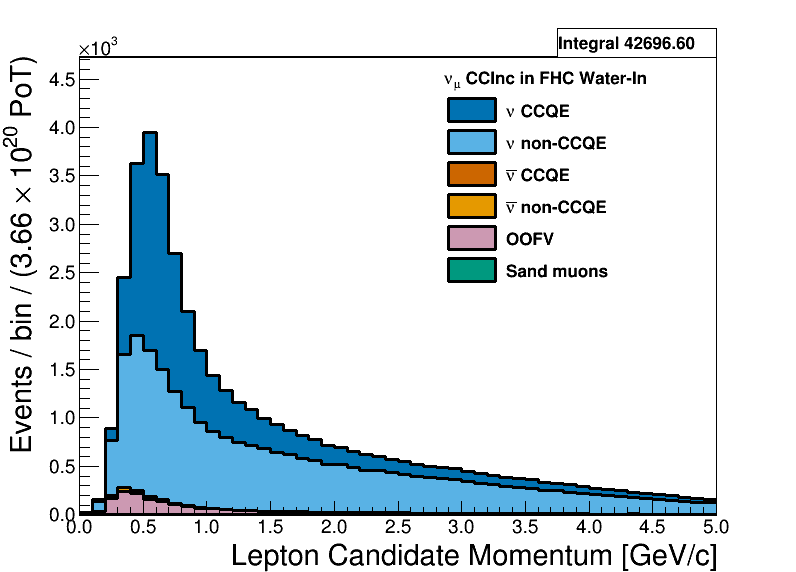 Integral 42696.60
×10³
ν_μ CCInc in FHC Water-In
ν CCQE
ν non-CCQE
ν̅ CCQE
ν̅ non-CCQE
OOFV
Sand muons
Events / bin / (3.66 × 10²⁰ PoT)
4.5
4.0
3.5
3.0
2.5
2.0
1.5
1.0
0.5
0.0
0.0 0.5 1.0 1.5 2.0 2.5 3.0 3.5 4.0 4.5 5.0
Lepton Candidate Momentum [GeV/c]